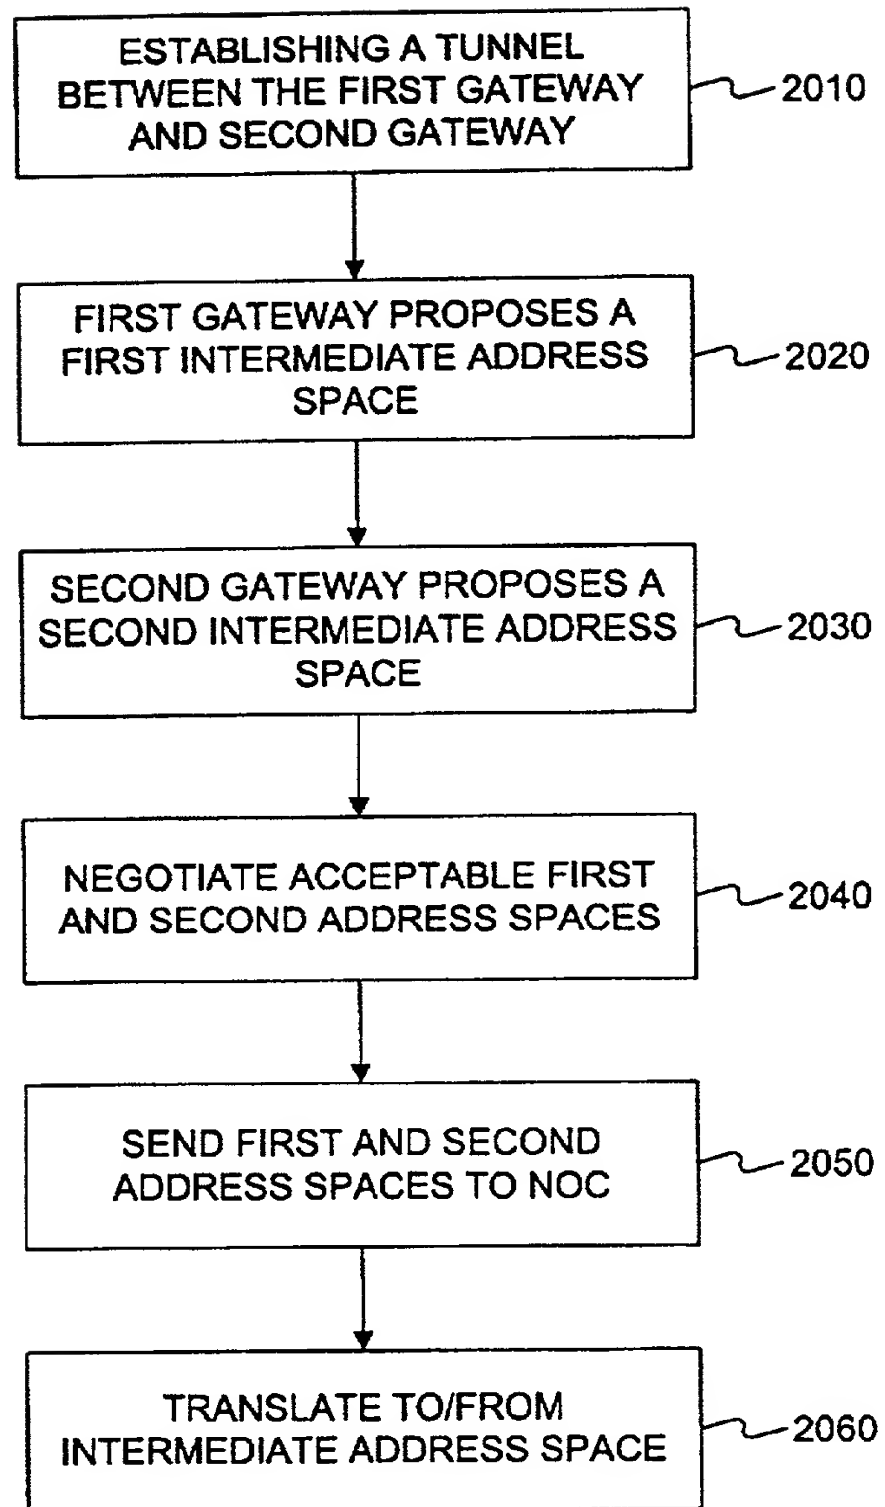 ESTABLISHING A TUNNEL
BETWEEN THE FIRST GATEWAY
AND SECOND GATEWAY
2010
FIRST GATEWAY PROPOSES A
FIRST INTERMEDIATE ADDRESS
SPACE
2020
SECOND GATEWAY PROPOSES A
SECOND INTERMEDIATE ADDRESS
SPACE
2030
NEGOTIATE ACCEPTABLE FIRST
AND SECOND ADDRESS SPACES
2040
SEND FIRST AND SECOND
ADDRESS SPACES TO NOC
2050
TRANSLATE TO/FROM
INTERMEDIATE ADDRESS SPACE
2060